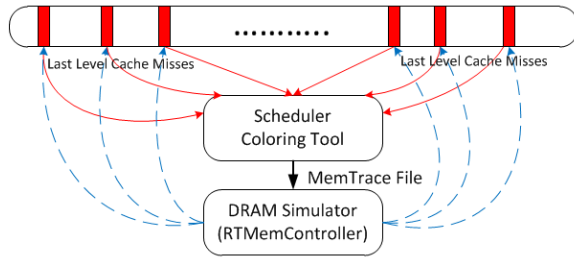 Last Level Cache Misses
Last Level Cache Misses
Scheduler
Coloring Tool
MemTrace File
DRAM Simulator
(RTMemController)